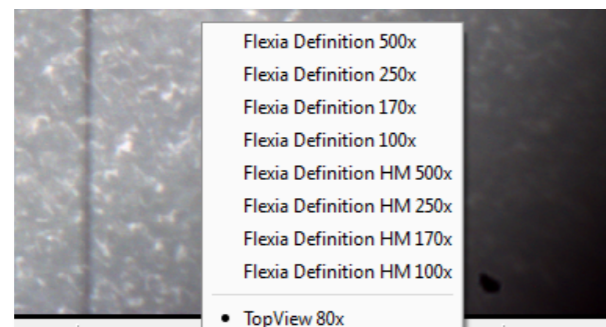 Flexia Definition 500x
Flexia Definition 250x
Flexia Definition 170x
Flexia Definition 100x
Flexia Definition HM 500x
Flexia Definition HM 250x
Flexia Definition HM 170x
Flexia Definition HM 100x
TopView 80x